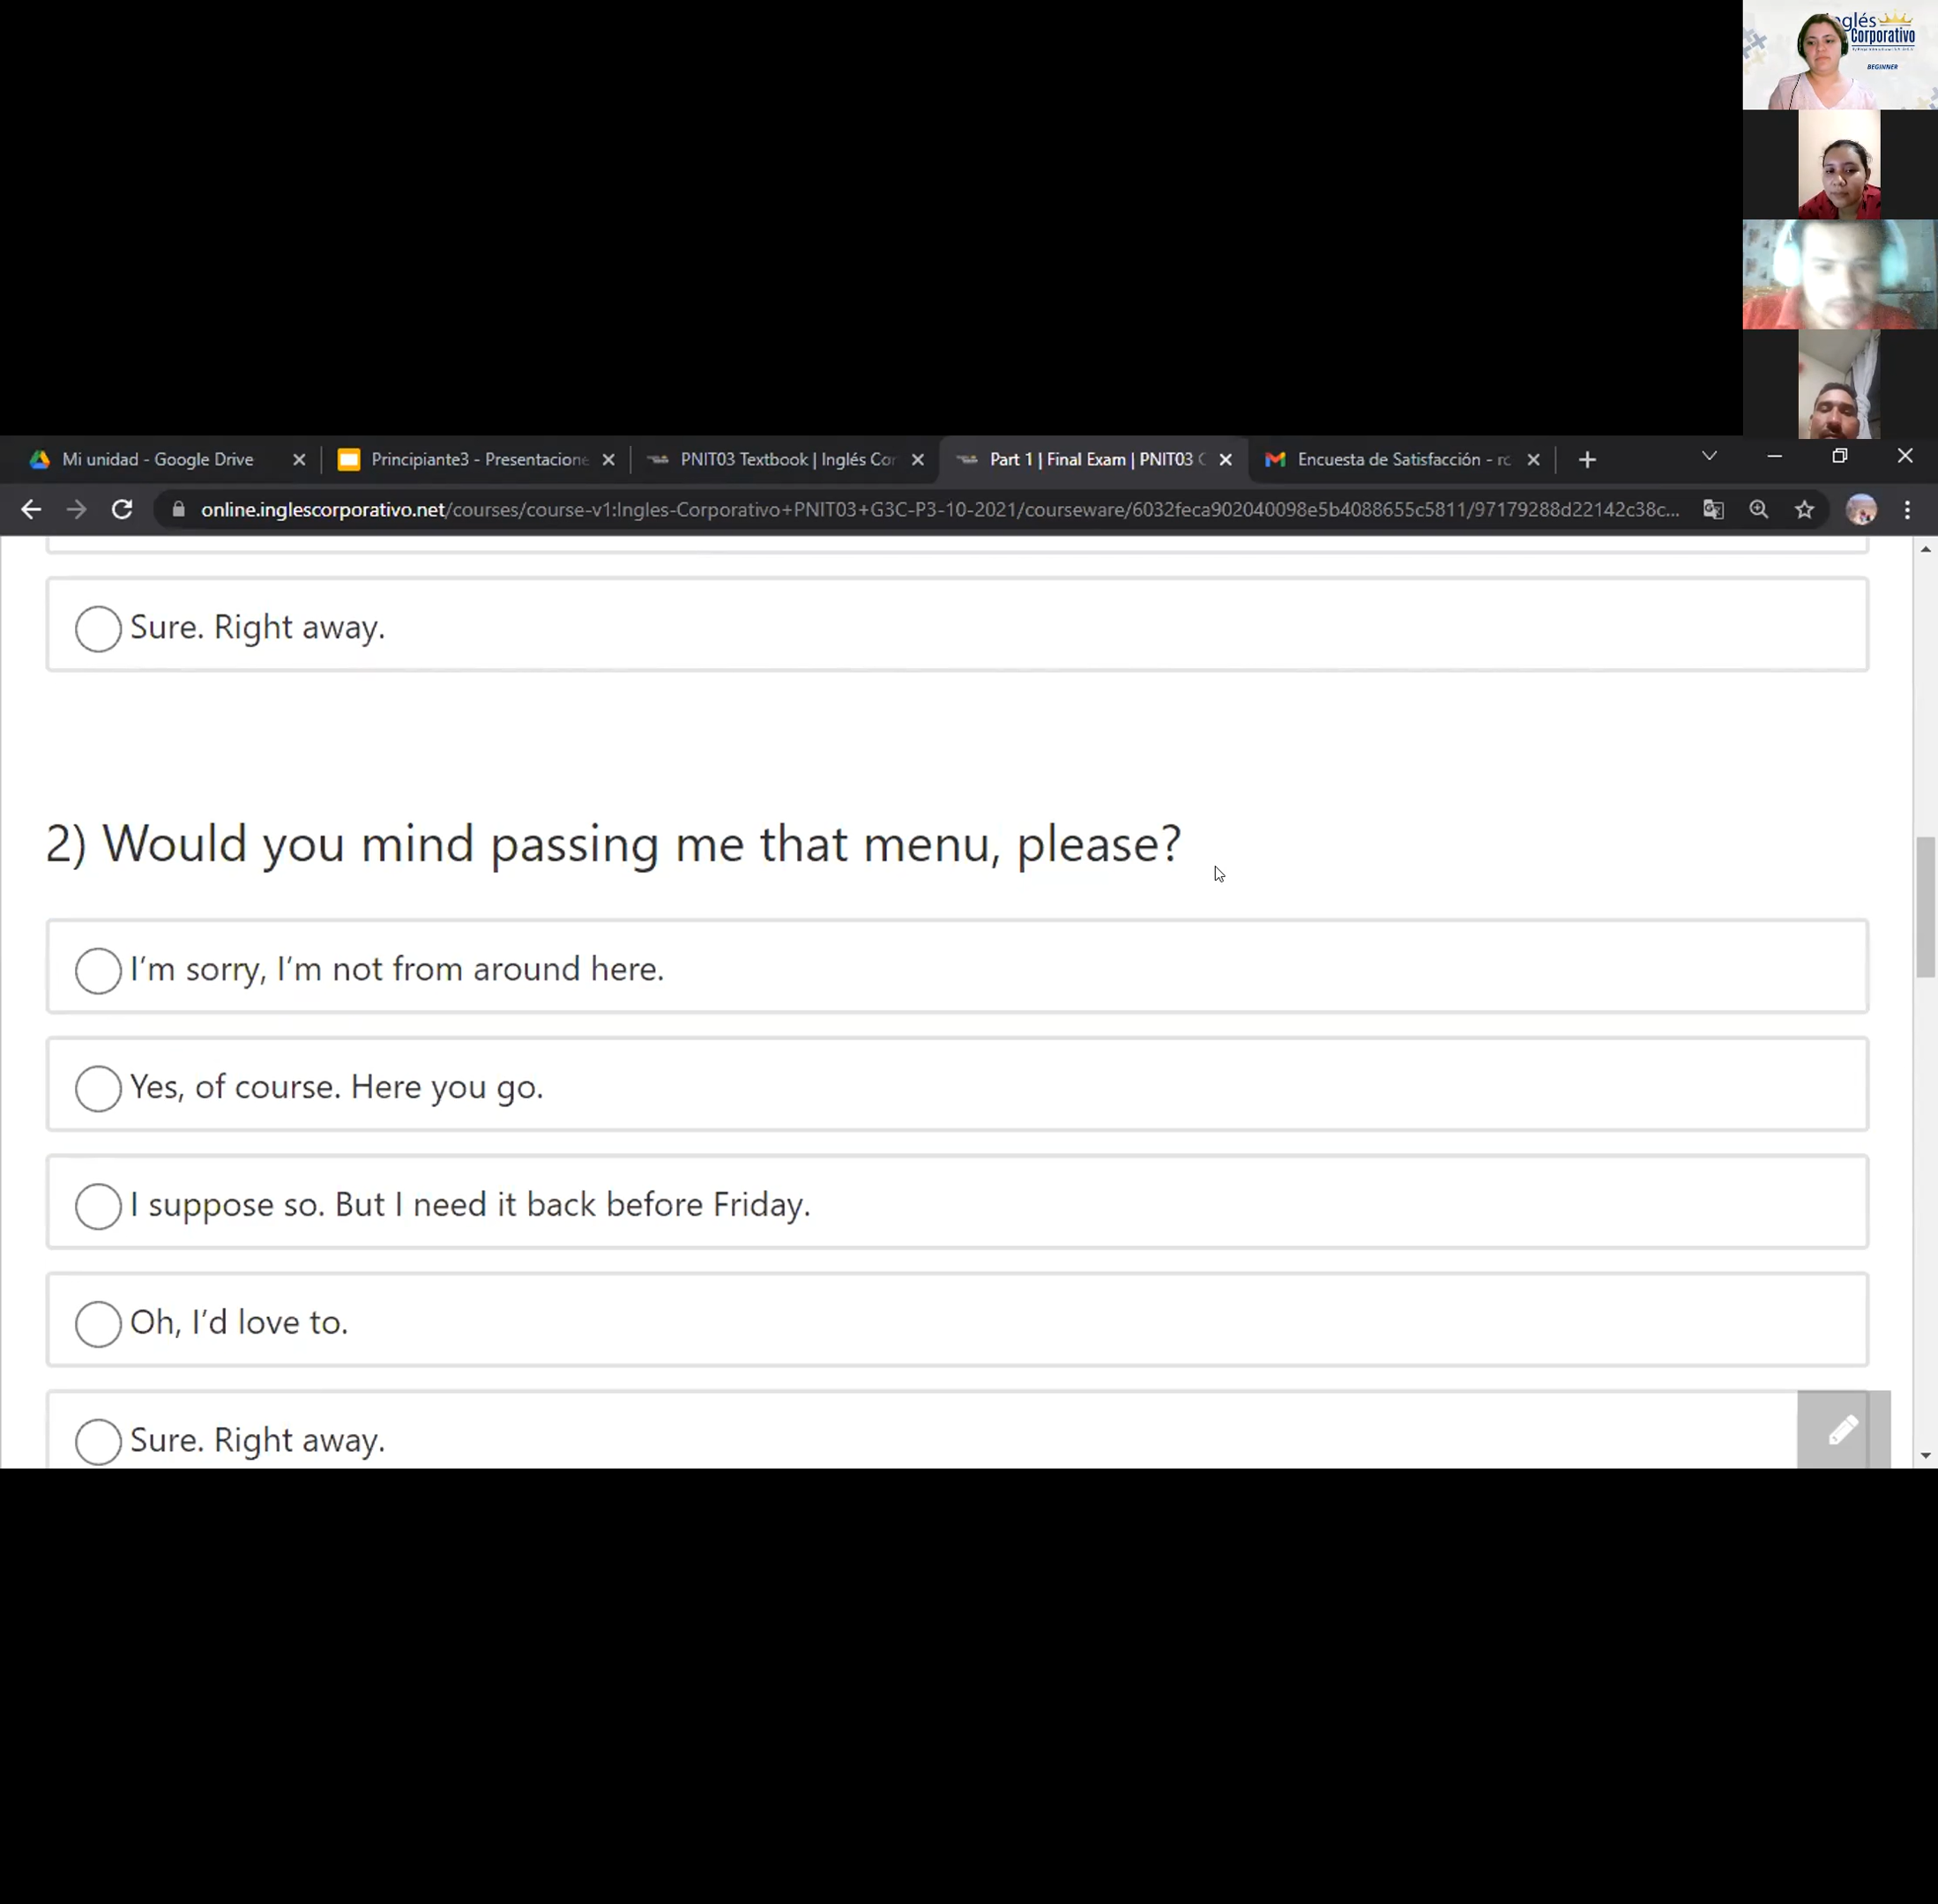 Inglés
Corporativo
BEGINNER
Mi unidad - Google Drive
Principiante3 - Presentacione
PNIT03 Textbook | Inglés Cor
Part 1 | Final Exam | PNIT03 C
Encuesta de Satisfacción - ro
online.inglescorporativo.net/courses/course-v1:Ingles-Corporativo+PNIT03+G3C-P3-10-2021/courseware/6032feca902040098e5b4088655c5811/97179288d22142c38c...
Sure. Right away.
2) Would you mind passing me that menu, please?
I'm sorry, I'm not from around here.
Yes, of course. Here you go.
I suppose so. But I need it back before Friday.
Oh, I'd love to.
Sure. Right away.